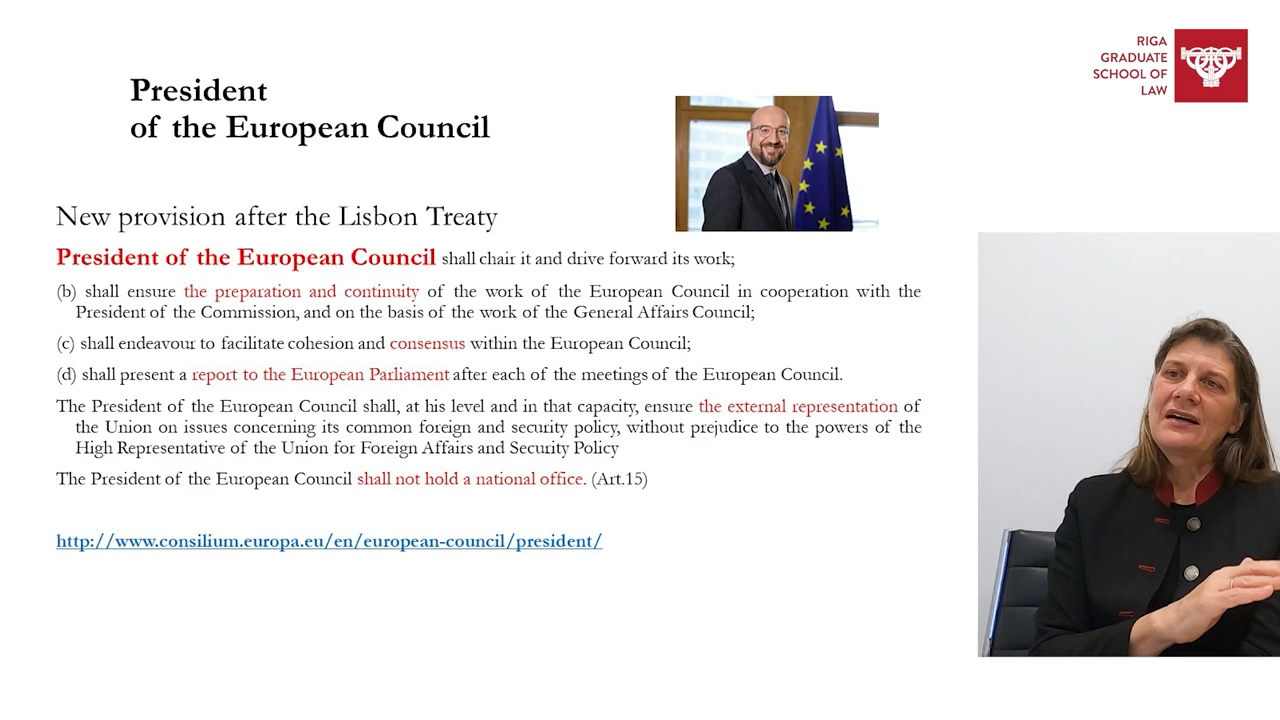 RIGA
GRADUATE
SCHOOL OF
LAW
President
of the European Council
New provision after the Lisbon Treaty
President of the European Council shall chair it and drive forward its work;
(b) shall ensure the preparation and continuity of the work of the European Council in cooperation with the
President of the Commission, and on the basis of the work of the General Affairs Council;
(c) shall endeavour to facilitate cohesion and consensus within the European Council;
(d) shall present a report to the European Parliament after each of the meetings of the European Council.
The President of the European Council shall, at his level and in that capacity, ensure the external representation of
the Union on issues concerning its common foreign and security policy, without prejudice to the powers of the
High Representative of the Union for Foreign Affairs and Security Policy
The President of the European Council shall not hold a national office. (Art.15)
http://www.consilium.europa.eu/en/european-council/president/